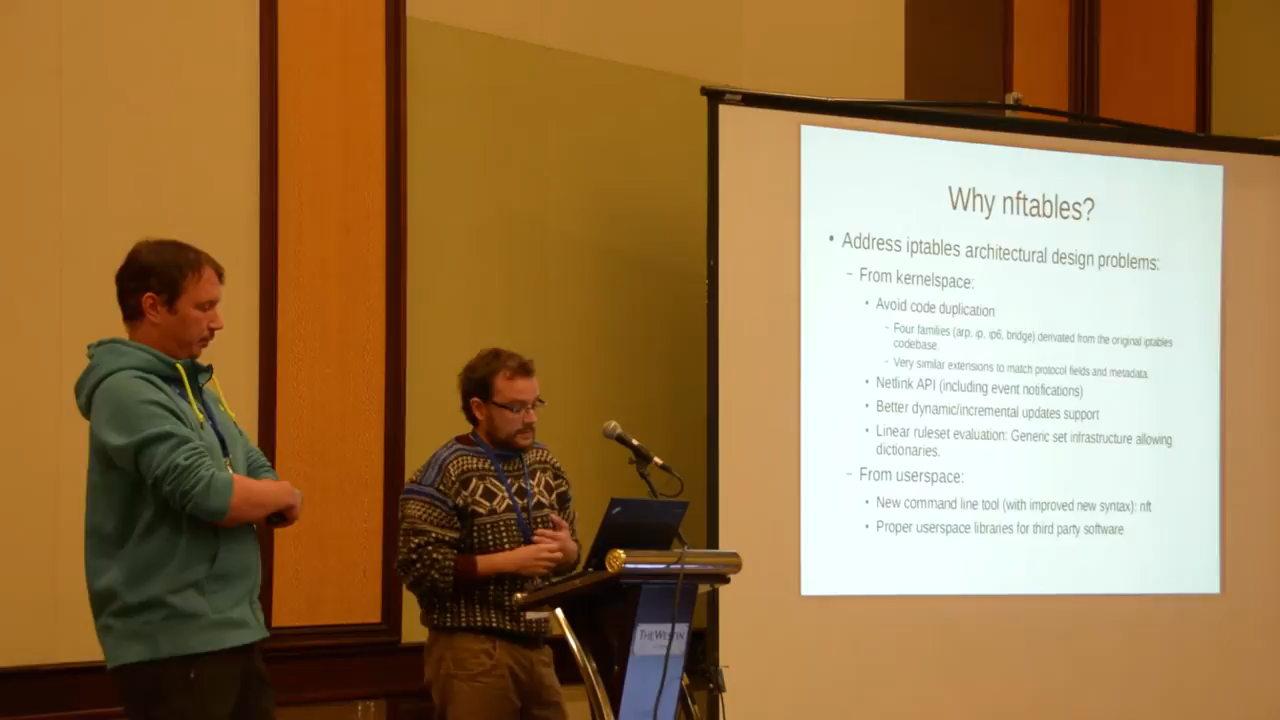 Why nftables?
• Address iptables architectural design problems:
– From kernelspace:
• Avoid code duplication
- Four families (arp, ip, ip6, bridge) derived from the original iptables
codebase.
- Very similar extensions to match protocol fields and metadata.
• Netlink API (including event notifications)
• Better dynamic/incremental updates support
• Linear ruleset evaluation: Generic set infrastructure allowing
dictionaries.
– From userspace:
• New command line tool (with improved new syntax): nft
• Proper userspace libraries for third party software
THE WESTIN